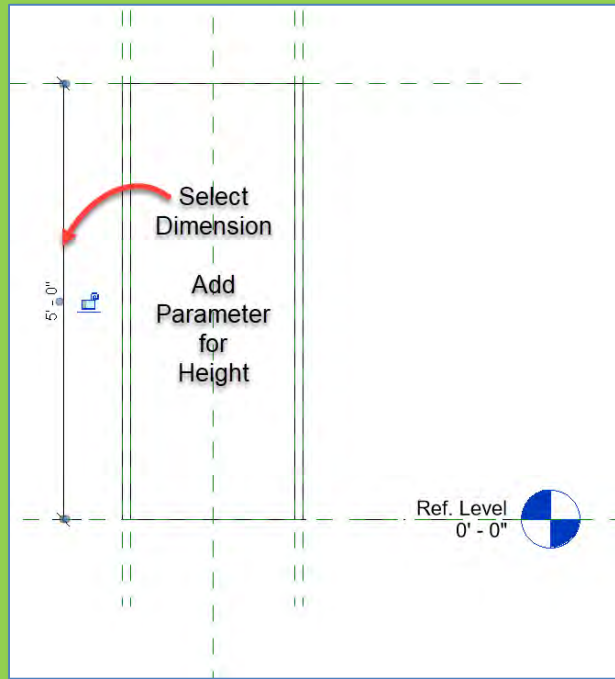 Select
Dimension
Add
Parameter
for
Height
5' - 0"
Ref. Level
0' - 0"